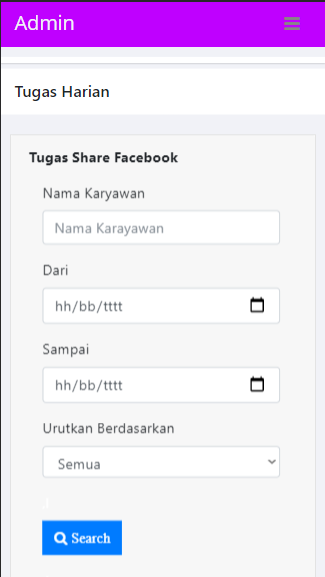 Admin
Tugas Harian
Tugas Share Facebook
Nama Karyawan
Nama Karayawan
Dari
hh/bb/tttt
Sampai
hh/bb/tttt
Urutkan Berdasarkan
Semua
Search